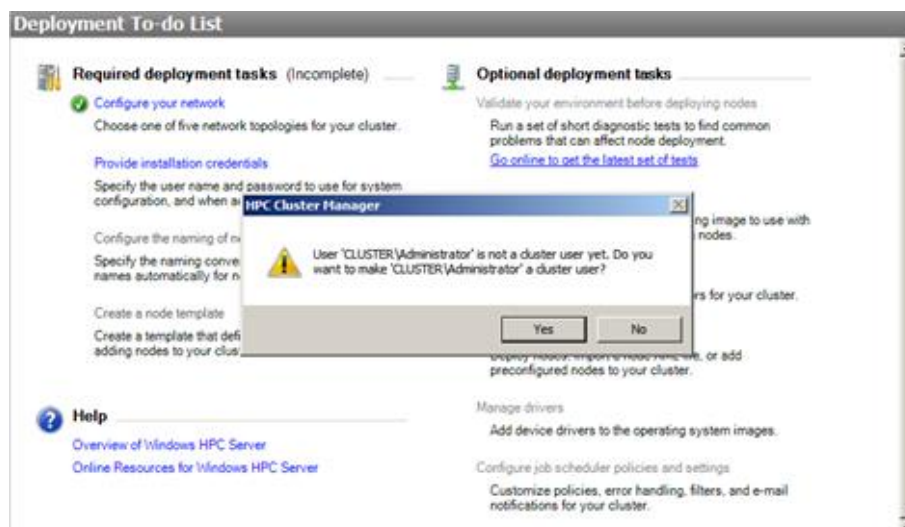 Deployment To-do List
Required deployment tasks (Incomplete)
Configure your network
Choose one of five network topologies for your cluster.
Provide installation credentials
Specify the user name and password to use for system
configuration, and when a
Configure the naming of n
Specify the naming conve
names automatically for n
Create a node template
Create a template that defi
adding nodes to your clus
Help
Overview of Windows HPC Server
Online Resources for Windows HPC Server
Optional deployment tasks
Validate your environment before deploying nodes
Run a set of short diagnostic tests to find common
problems that can affect node deployment.
Go online to get the latest set of tests
ng image to use with
nodes.
rs for your cluster.
or add
preconfigured nodes to your cluster.
Manage drivers
Add device drivers to the operating system images.
Configure job scheduler policies and settings
Customize policies, error handling, filters, and e-mail
notifications for your cluster.
HPC Cluster Manager
User 'CLUSTER\Administrator' is not a cluster user yet. Do you
want to make 'CLUSTER\Administrator' a cluster user?
Yes
No